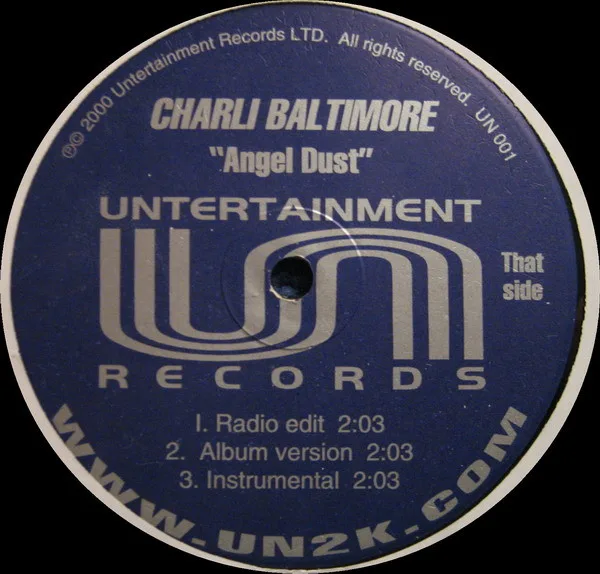 ℗© 2000 Untertainment Records LTD. All rights reserved. UN 001
CHARLI BALTIMORE
"Angel Dust"
UNTERTAINMENT
un
That
side
RECORDS
1. Radio edit 2:03
2. Album version 2:03
3. Instrumental 2:03
WWW.UN2K.COM